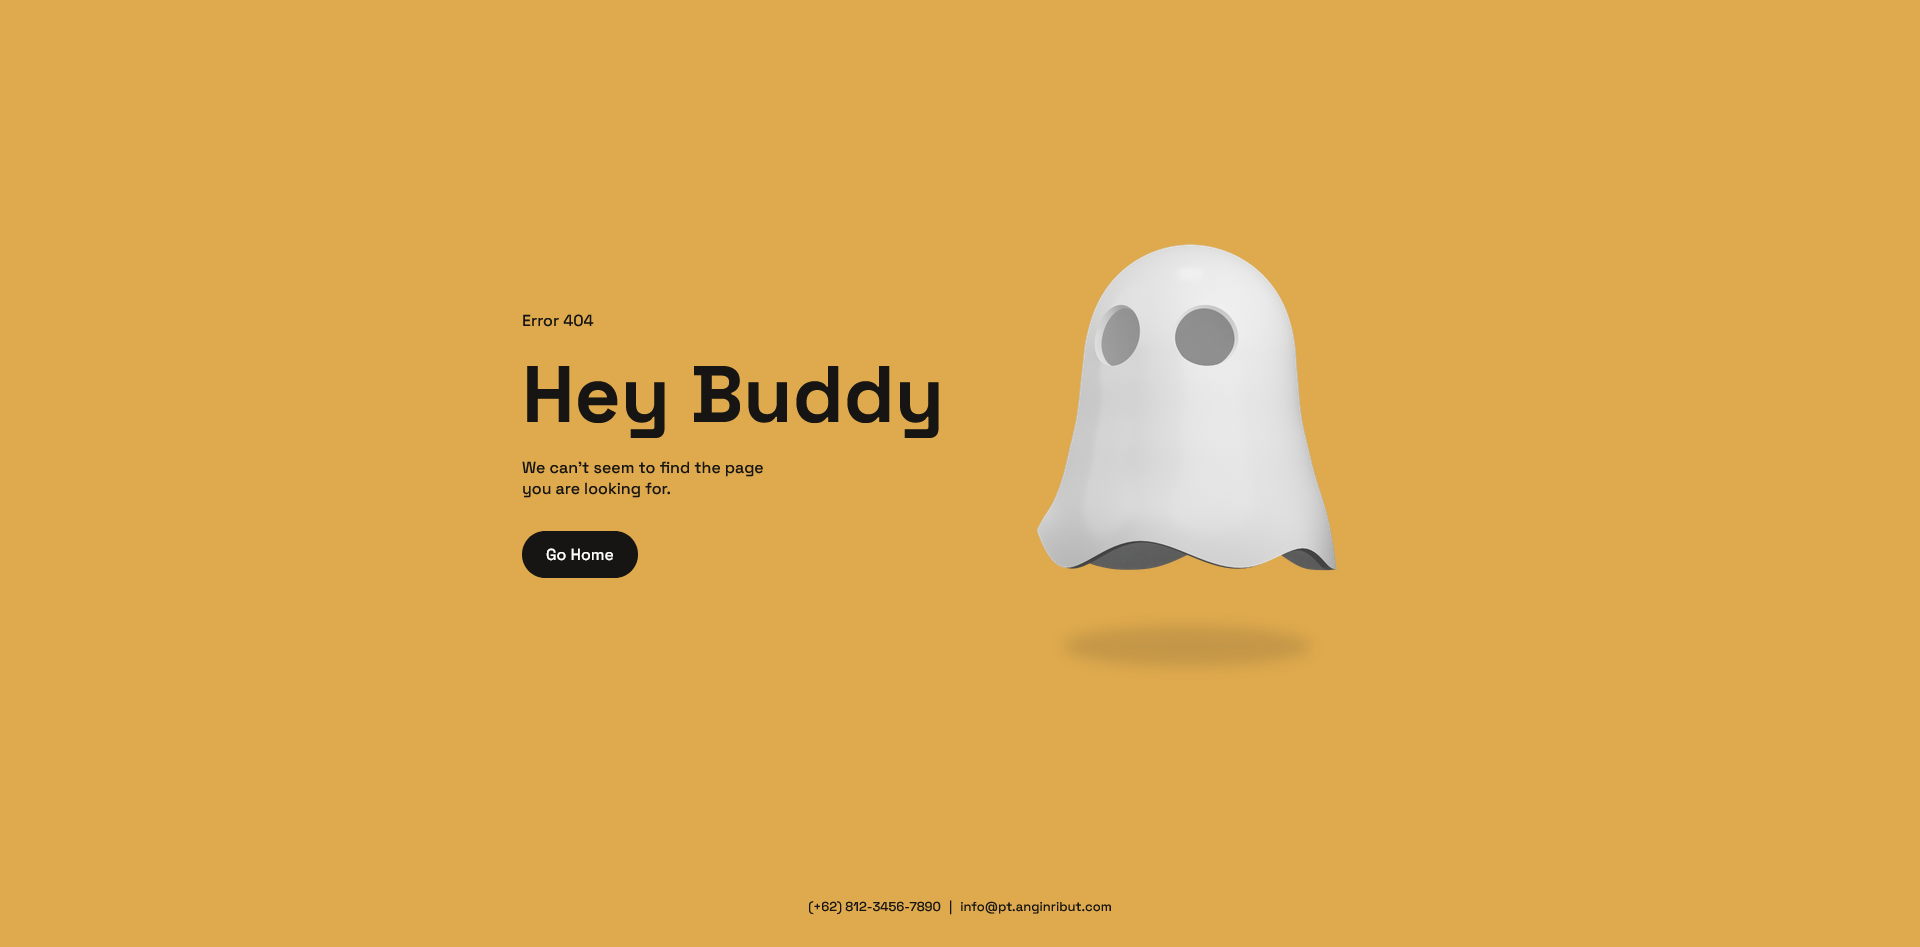 Error 404
Hey Buddy
We can’t seem to find the page
you are looking for.
Go Home
(+62) 812-3456-7890 | info@pt.anginribut.com